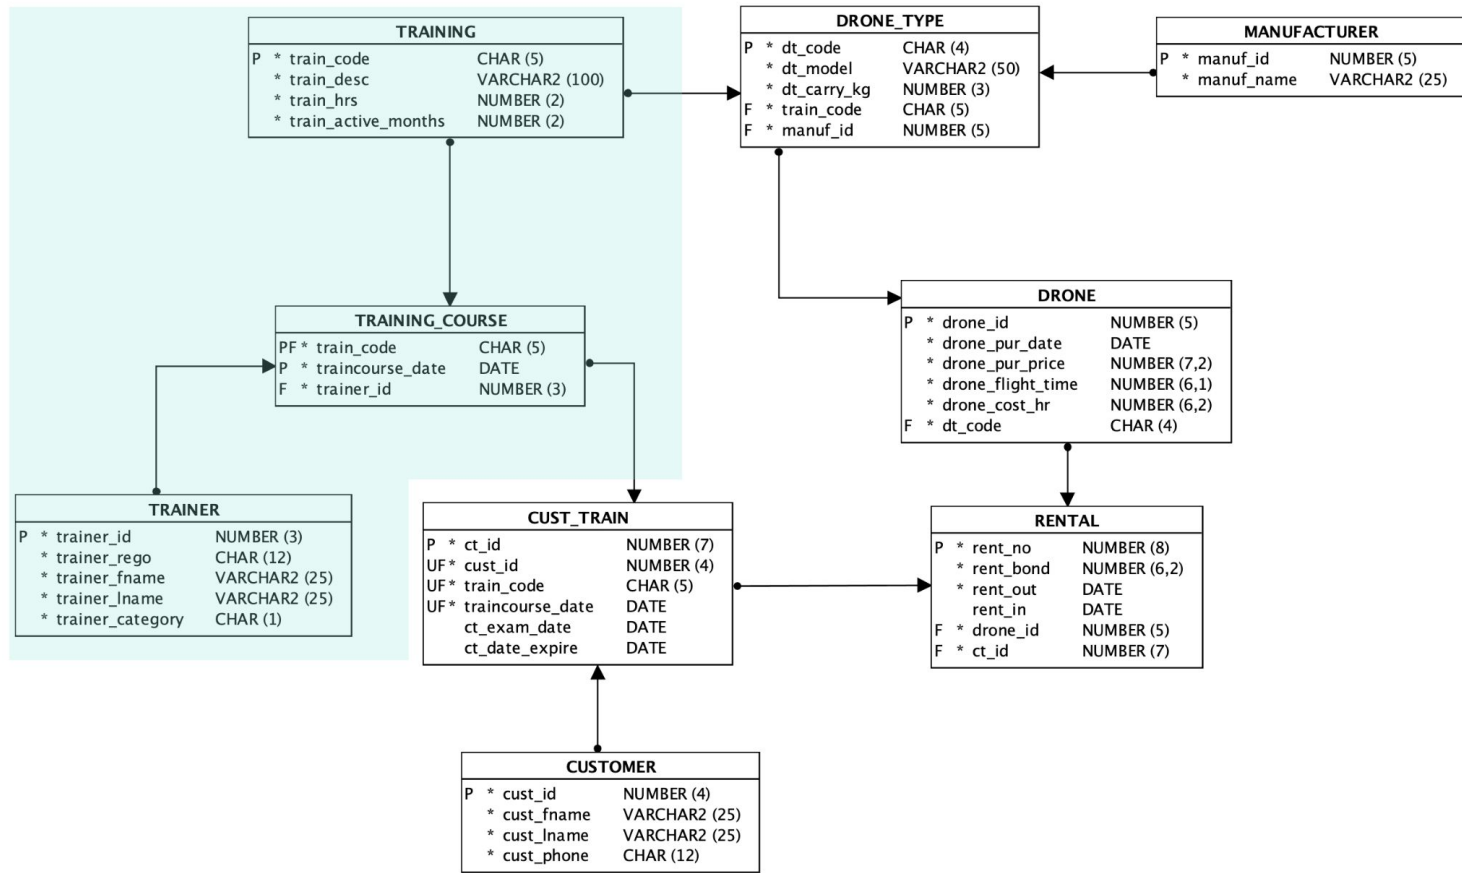 TRAINING
P * train_code CHAR (5)
* train_desc VARCHAR2 (100)
* train_hrs NUMBER (2)
* train_active_months NUMBER (2)
DRONE_TYPE
P * dt_code CHAR (4)
* dt_model VARCHAR2 (50)
* dt_carry_kg NUMBER (3)
F * train_code CHAR (5)
F * manuf_id NUMBER (5)
MANUFACTURER
P * manuf_id NUMBER (5)
* manuf_name VARCHAR2 (25)
TRAINING_COURSE
PF * train_code CHAR (5)
P * traincourse_date DATE
F * trainer_id NUMBER (3)
DRONE
P * drone_id NUMBER (5)
* drone_pur_date DATE
* drone_pur_price NUMBER (7,2)
* drone_flight_time NUMBER (6,1)
* drone_cost_hr NUMBER (6,2)
F * dt_code CHAR (4)
TRAINER
P * trainer_id NUMBER (3)
* trainer_rego CHAR (12)
* trainer_fname VARCHAR2 (25)
* trainer_lname VARCHAR2 (25)
* trainer_category CHAR (1)
CUST_TRAIN
P * ct_id NUMBER (7)
UF * cust_id NUMBER (4)
UF * train_code CHAR (5)
UF * traincourse_date DATE
ct_exam_date DATE
ct_date_expire DATE
RENTAL
P * rent_no NUMBER (8)
* rent_bond NUMBER (6,2)
* rent_out DATE
rent_in DATE
F * drone_id NUMBER (5)
F * ct_id NUMBER (7)
CUSTOMER
P * cust_id NUMBER (4)
* cust_fname VARCHAR2 (25)
* cust_lname VARCHAR2 (25)
* cust_phone CHAR (12)